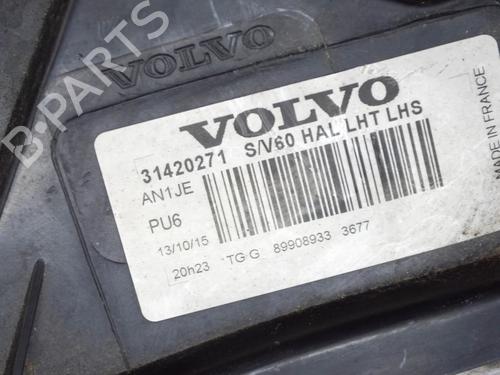 B-PARTS
VOLVO
VOLVO
31420271 S/V60 HAL LHT LHS
AN1JE
PU6
13/10/15
20h23 TG G 89908933 3677
MADE IN FRANCE